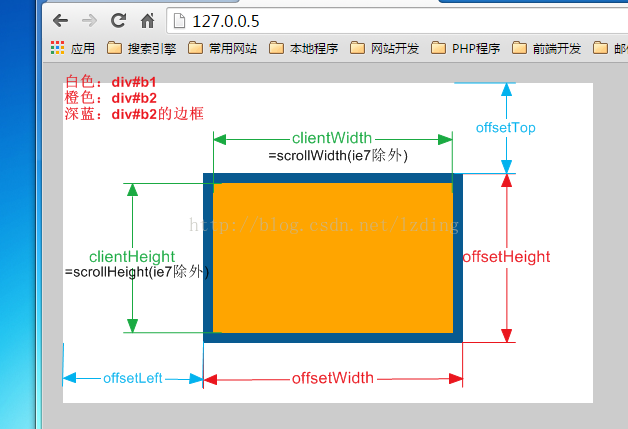 127.0.0.5
应用 搜索引擎 常用网站 本地程序 网站开发 PHP程序 前端开发
白色：div#b1
橙色：div#b2
深蓝：div#b2的边框
offsetTop
clientWidth
=scrollWidth(ie7除外)
http://blog.csdn.net/lzding
clientHeight
=scrollHeight(ie7除外)
offsetHeight
offsetLeft
offsetWidth